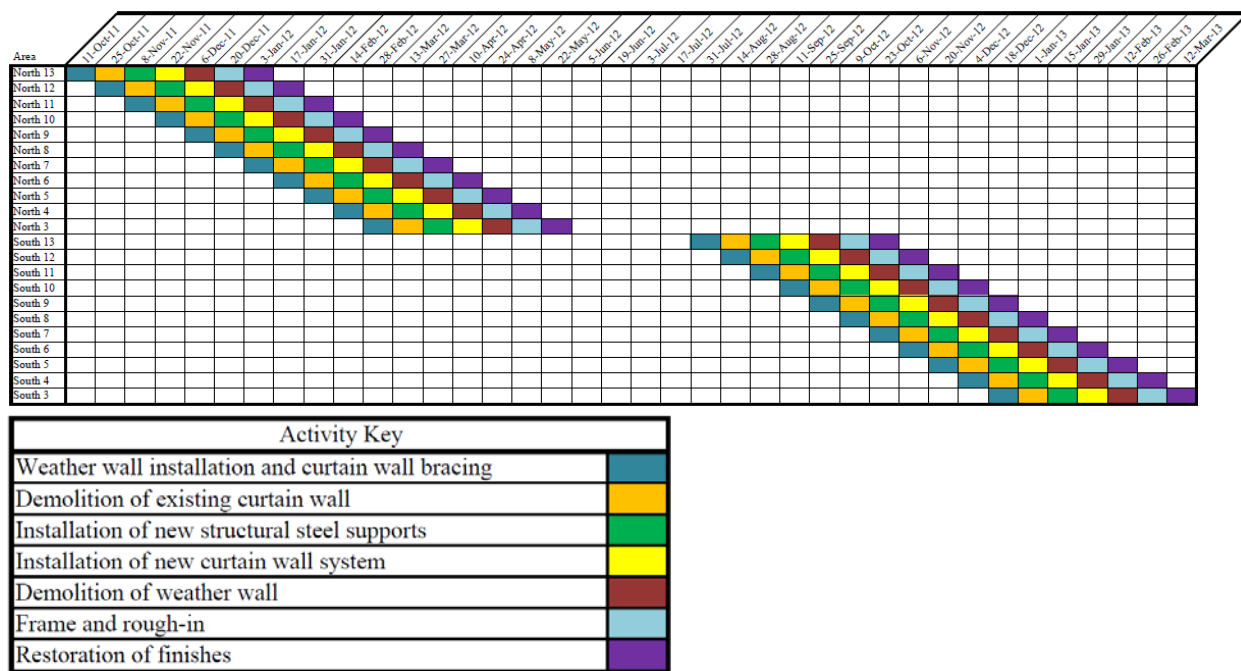 11-Oct-11
25-Oct-11
8-Nov-11
22-Nov-11
6-Dec-11
20-Dec-11
3-Jan-12
17-Jan-12
31-Jan-12
14-Feb-12
28-Feb-12
13-Mar-12
27-Mar-12
10-Apr-12
24-Apr-12
8-May-12
22-May-12
5-Jun-12
19-Jun-12
3-Jul-12
17-Jul-12
31-Jul-12
14-Aug-12
28-Aug-12
11-Sep-12
25-Sep-12
9-Oct-12
23-Oct-12
6-Nov-12
20-Nov-12
4-Dec-12
18-Dec-12
1-Jan-13
15-Jan-13
29-Jan-13
12-Feb-13
26-Feb-13
12-Mar-13
Area
North 13
North 12
North 11
North 10
North 9
North 8
North 7
North 6
North 5
North 4
North 3
South 13
South 12
South 11
South 10
South 9
South 8
South 7
South 6
South 5
South 4
South 3
Activity Key
Weather wall installation and curtain wall bracing
Demolition of existing curtain wall
Installation of new structural steel supports
Installation of new curtain wall system
Demolition of weather wall
Frame and rough-in
Restoration of finishes